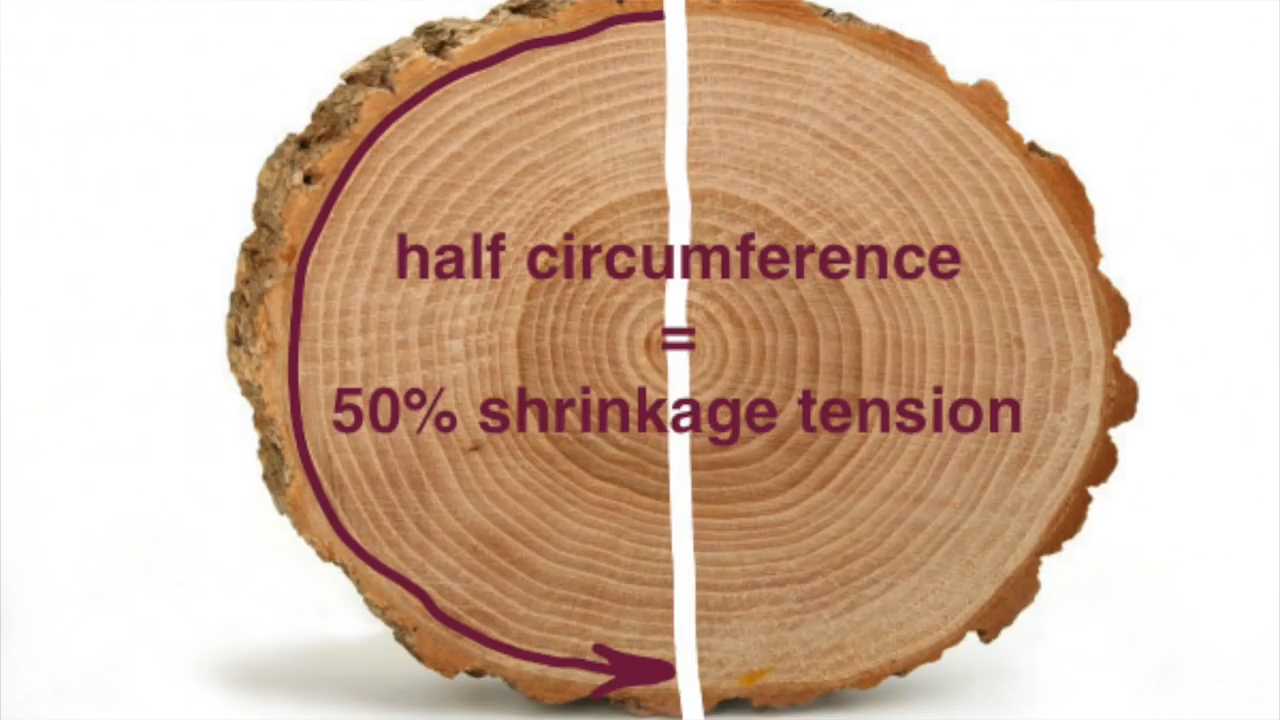 half circumference
=
50% shrinkage tension